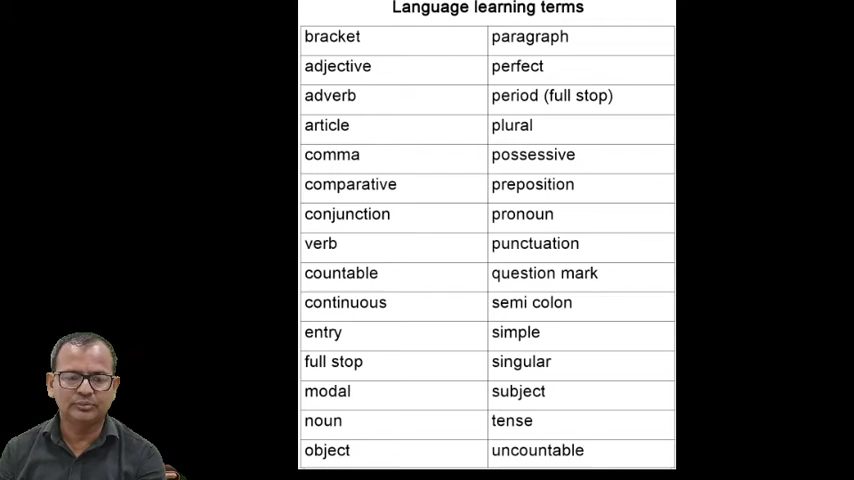 Language learning terms
bracket paragraph
adjective perfect
adverb period (full stop)
article plural
comma possessive
comparative preposition
conjunction pronoun
verb punctuation
countable question mark
continuous semi colon
entry simple
full stop singular
modal subject
noun tense
object uncountable